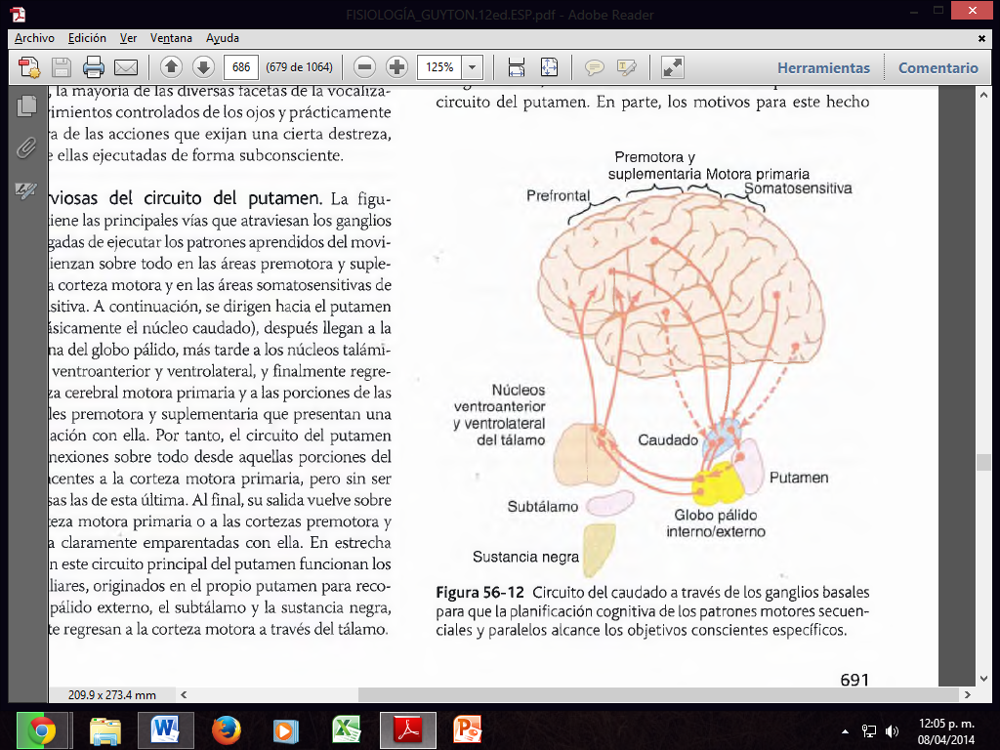 FISIOLOGÍA_GUYTON.12ed.ESP.pdf - Adobe Reader
Archivo Edición Ver Ventana Ayuda
686 (679 de 1064) 125% Herramientas Comentario
, la mayoría de las diversas facetas de la vocaliza-
rimientos controlados de los ojos y prácticamente
ra de las acciones que exijan una cierta destreza,
e ellas ejecutadas de forma subconsciente.
rviosas del circuito del putamen. La figu-
tiene las principales vías que atraviesan los ganglios
gadas de ejecutar los patrones aprendidos del movi-
ienzan sobre todo en las áreas premotora y suple-
a corteza motora y en las áreas somatosensitivas de
sitiva. A continuación, se dirigen hacia el putamen
ásicamente el núcleo caudado), después llegan a la
na del globo pálido, más tarde a los núcleos talámi-
ventroanterior y ventrolateral, y finalmente regre-
za cerebral motora primaria y a las porciones de las
les premotora y suplementaria que presentan una
ación con ella. Por tanto, el circuito del putamen
nexiones sobre todo desde aquellas porciones del
acentes a la corteza motora primaria, pero sin ser
sas las de esta última. Al final, su salida vuelve sobre
teza motora primaria o a las cortezas premotora y
a claramente emparentadas con ella. En estrecha
n este circuito principal del putamen funcionan los
liares, originados en el propio putamen para reco-
pálido externo, el subtálamo y la sustancia negra,
te regresan a la corteza motora a través del tálamo.
circuito del putamen. En parte, los motivos para este hecho
Premotora y
suplementaria Motora primaria
Prefrontal
Somatosensitiva
Núcleos
ventroanterior
y ventrolateral
del tálamo
Caudado
Putamen
Subtálamo
Globo pálido
interno/externo
Sustancia negra
Figura 56-12 Circuito del caudado a través de los ganglios basales
para que la planificación cognitiva de los patrones motores secuen-
ciales y paralelos alcance los objetivos conscientes específicos.
691
209.9 x 273.4 mm
12:05 p. m.
08/04/2014